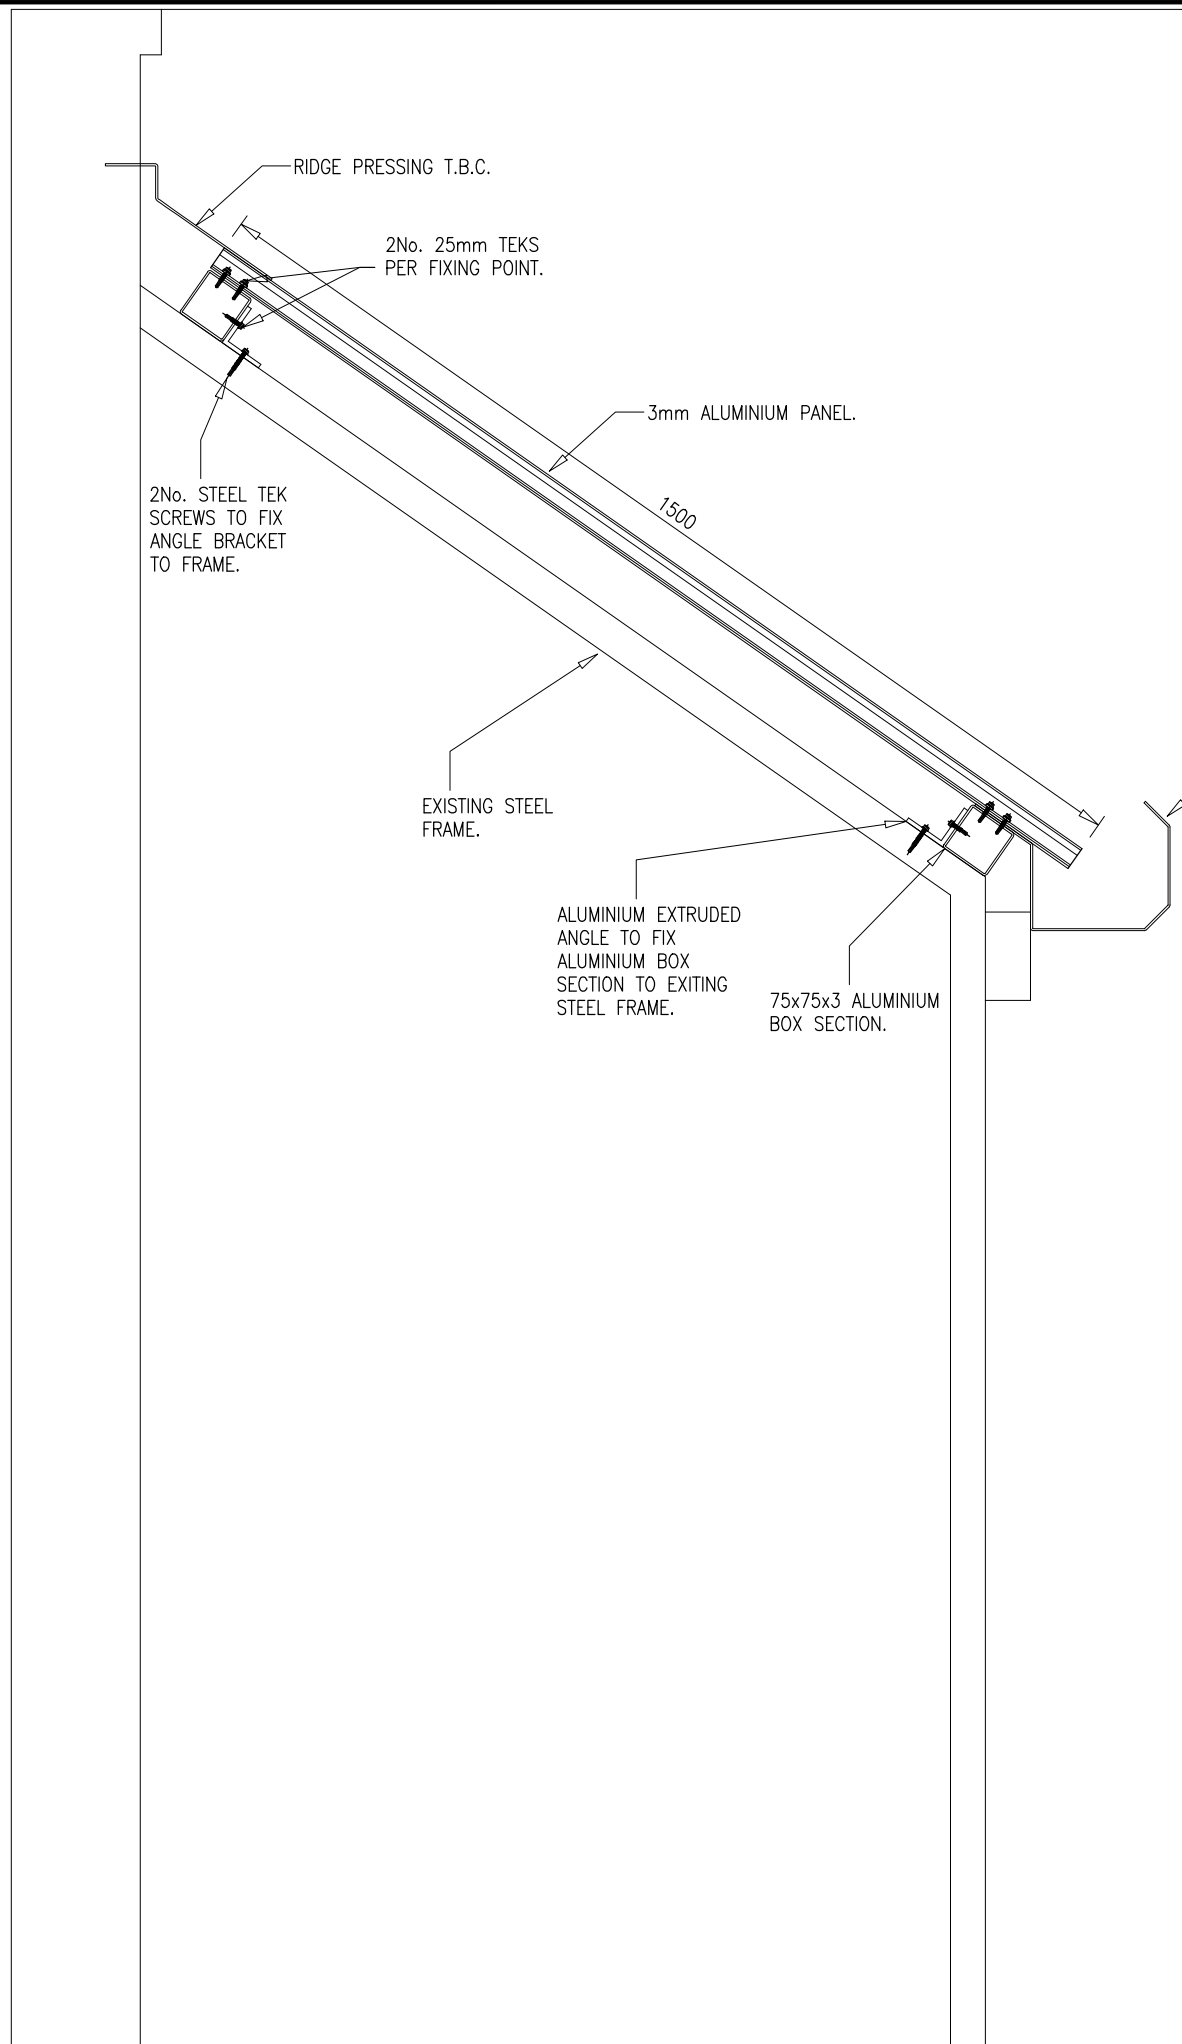 RIDGE PRESSING T.B.C.
2No. 25mm TEKS
PER FIXING POINT.
3mm ALUMINIUM PANEL.
1500
2No. STEEL TEK
SCREWS TO FIX
ANGLE BRACKET
TO FRAME.
EXISTING STEEL
FRAME.
ALUMINIUM EXTRUDED
ANGLE TO FIX
ALUMINIUM BOX
SECTION TO EXITING
STEEL FRAME.
75x75x3 ALUMINIUM
BOX SECTION.